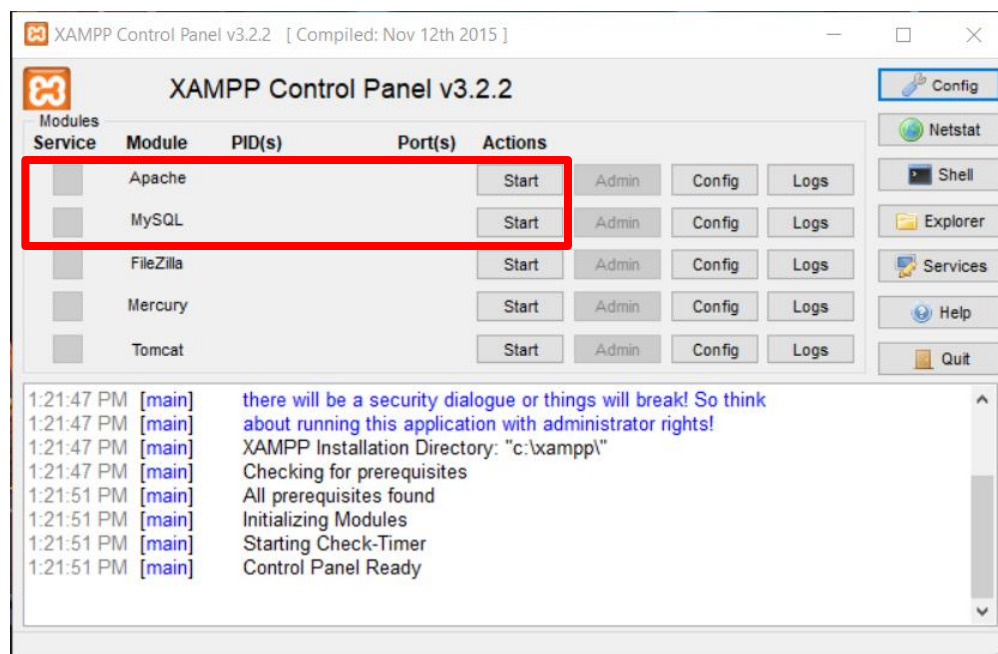 XAMPP Control Panel v3.2.2 [ Compiled: Nov 12th 2015 ]
XAMPP Control Panel v3.2.2
Config
Modules
Netstat
Service Module PID(s) Port(s) Actions
Apache Start Admin Config Logs
Shell
MySQL Start Admin Config Logs
Explorer
FileZilla Start Admin Config Logs
Services
Mercury Start Admin Config Logs
Help
Tomcat Start Admin Config Logs
Quit
1:21:47 PM [main] there will be a security dialogue or things will break! So think
1:21:47 PM [main] about running this application with administrator rights!
1:21:47 PM [main] XAMPP Installation Directory: "c:\xampp\"
1:21:47 PM [main] Checking for prerequisites
1:21:51 PM [main] All prerequisites found
1:21:51 PM [main] Initializing Modules
1:21:51 PM [main] Starting Check-Timer
1:21:51 PM [main] Control Panel Ready